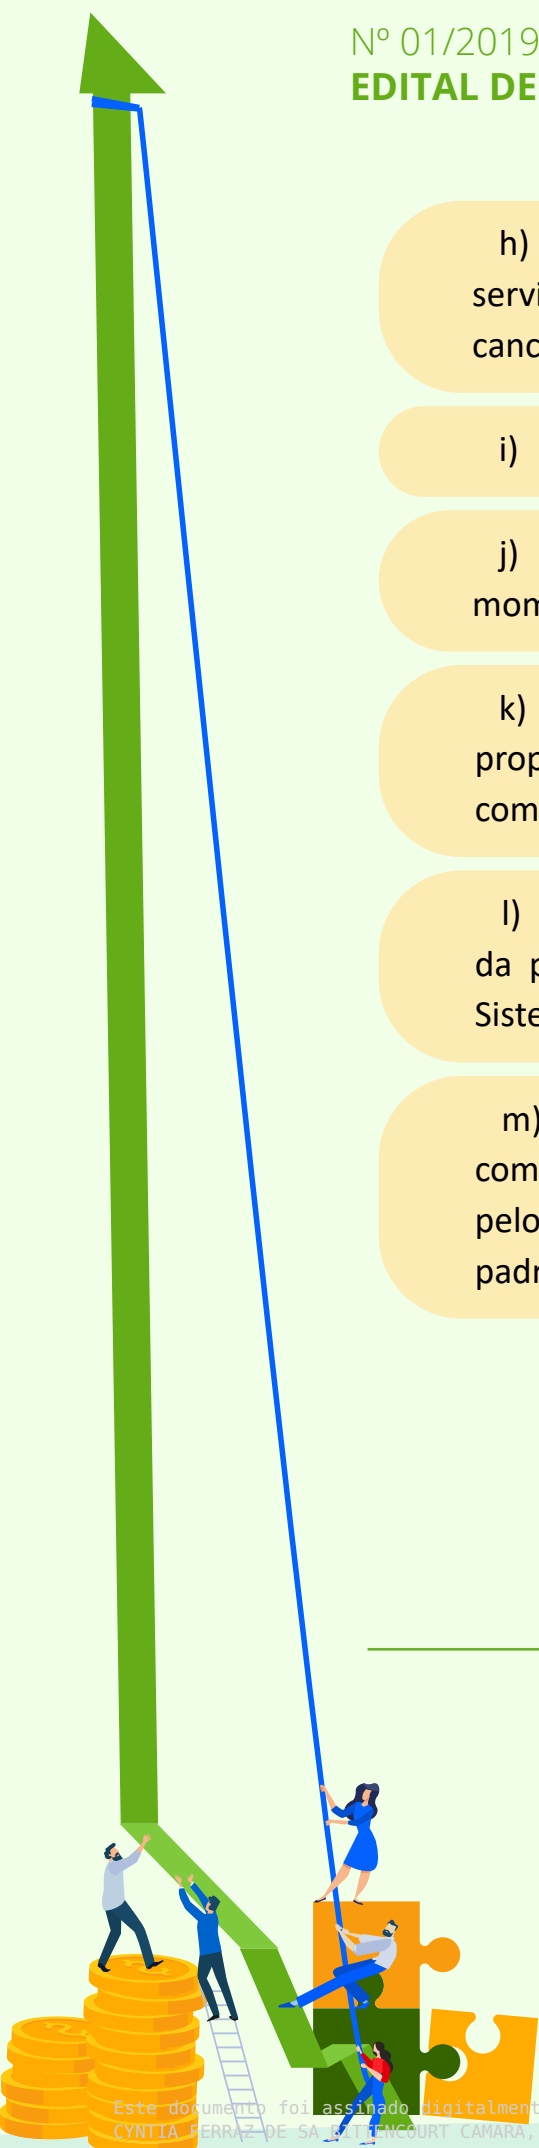 Nº 01/2019
EDITAL DE
h)
servi
canc
i)
j)
mom
k)
prop
com
l)
da p
Siste
m)
com
pelo
padr
Este documento foi assinado digitalment
CYNTIA FERRAZ DE SA BITTENCOURT CAMARA,